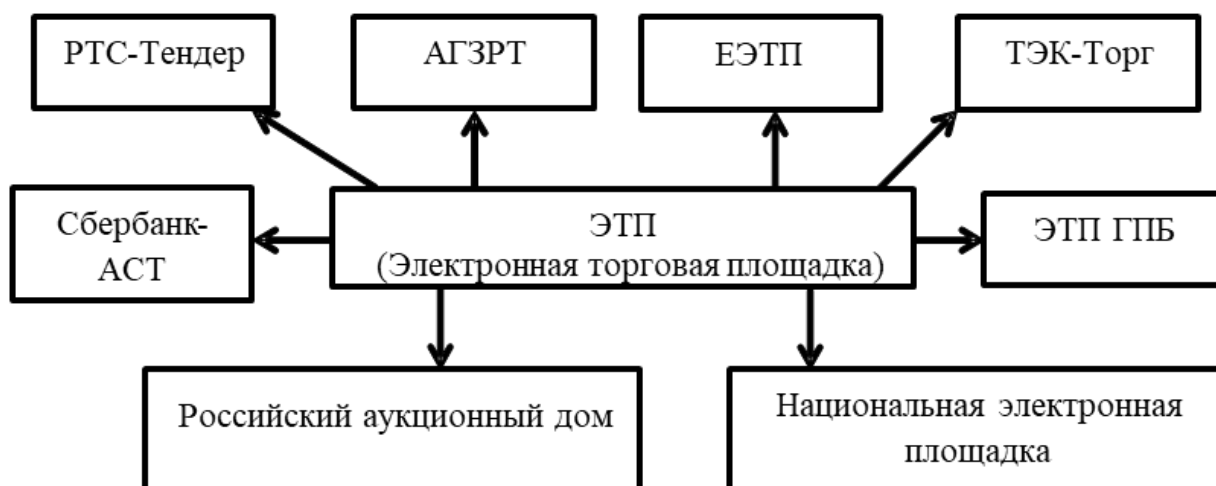 РТС-Тендер
АГЗРТ
ЕЭТП
ТЭК-Торг
Сбербанк-
АСТ
ЭТП
(Электронная торговая площадка)
ЭТП ГПБ
Российский аукционный дом
Национальная электронная
площадка